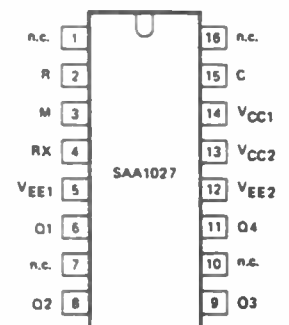 n.c. 1 16 n.c.
R 2 15 C
M 3 14 VCC1
RX 4 13 VCC2
SAA1027
VEE1 5 12 VEE2
Q1 6 11 Q4
n.c. 7 10 n.c.
Q2 8 9 Q3